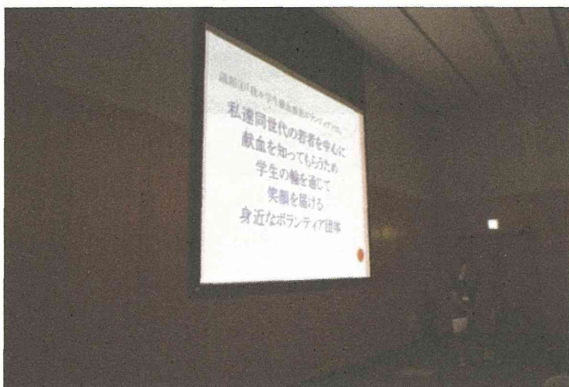 私達同世代の若者を中心に
献血を知ってもらうため
学生の輪を通じて
笑顔を届ける
身近なボランティア団体